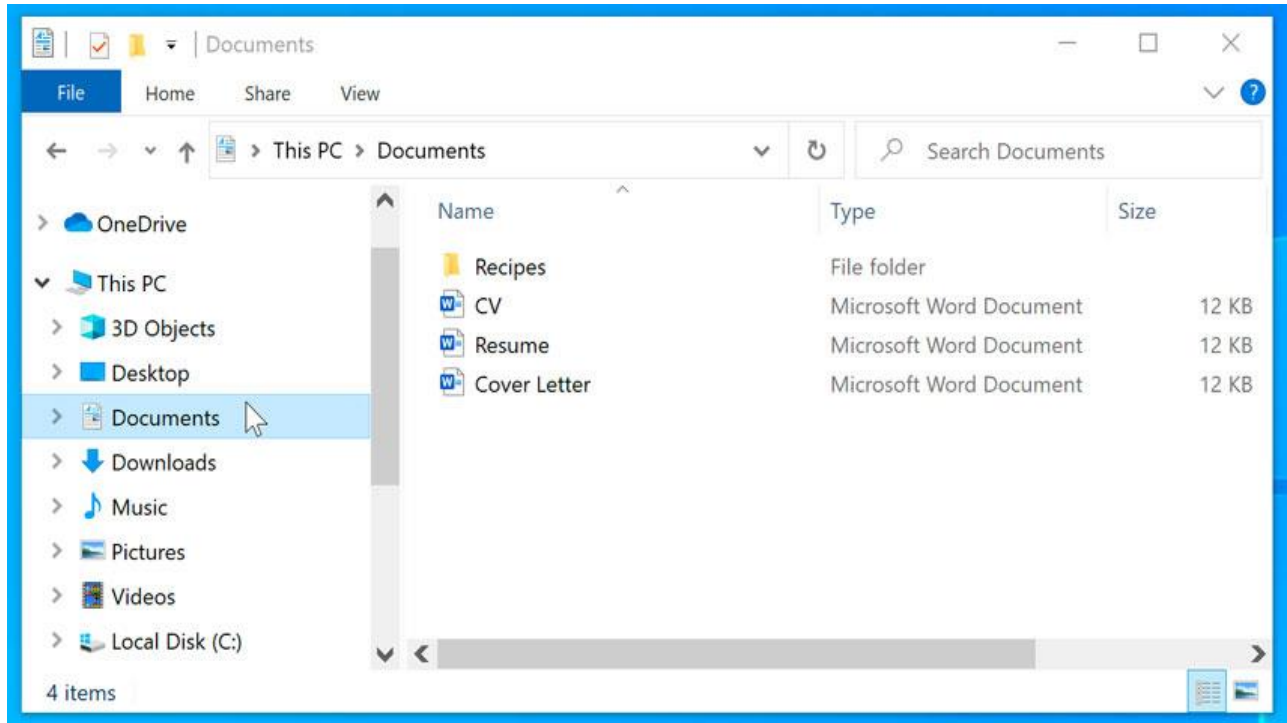 Documents
File Home Share View
This PC > Documents
Search Documents
OneDrive
This PC
3D Objects
Desktop
Documents
Downloads
Music
Pictures
Videos
Local Disk (C:)
Name Type Size
Recipes File folder
CV Microsoft Word Document 12 KB
Resume Microsoft Word Document 12 KB
Cover Letter Microsoft Word Document 12 KB
4 items